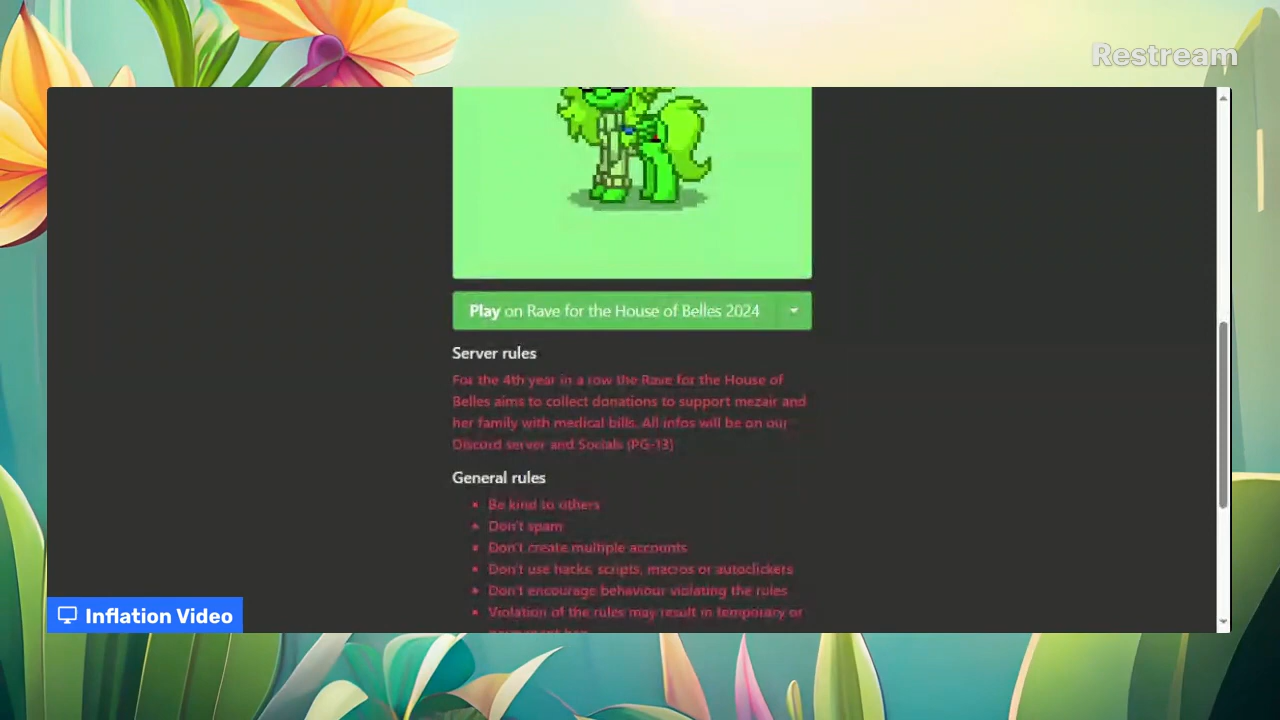 Restream
Play on Rave for the House of Belles 2024
Server rules
For the 4th year in a row the Rave for the House of
Belles aims to collect donations to support mezair and
her family with medical bills. All infos will be on our
Discord server and Socials (PG-13)
General rules
Be kind to others
Don't spam
Don't create multiple accounts
Don't use hacks, scripts, macros or autoclickers
Don't encourage behaviour violating the rules
Violation of the rules may result in temporary or
Inflation Video